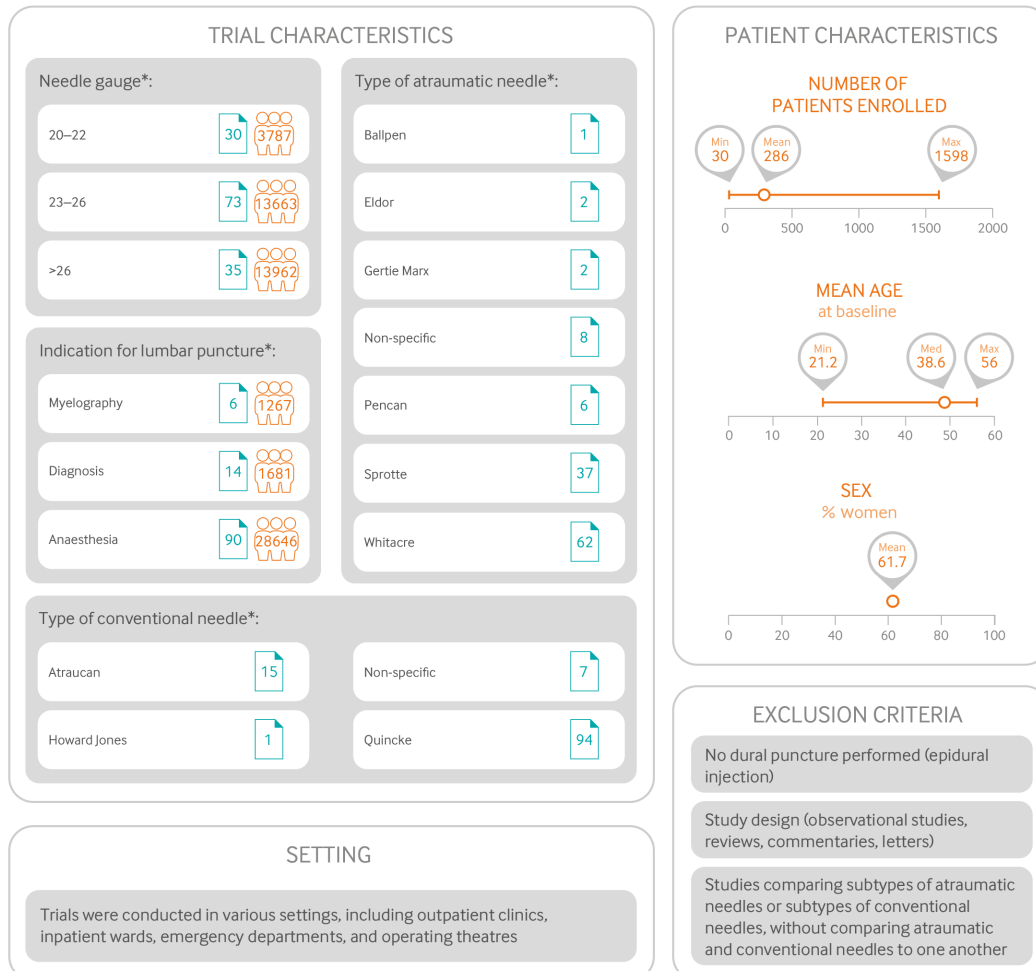 TRIAL CHARACTERISTICS
Needle gauge*:
20–22 30 3787
23–26 73 13663
>26 35 13962
Indication for lumbar puncture*:
Myelography 6 1267
Diagnosis 14 1681
Anaesthesia 90 28646
Type of atraumatic needle*:
Ballpen 1
Eldor 2
Gertie Marx 2
Non-specific 8
Pencan 6
Sprotte 37
Whitacre 62
Type of conventional needle*:
Atraucan 15
Non-specific 7
Howard Jones 1
Quincke 94
SETTING
Trials were conducted in various settings, including outpatient clinics,
inpatient wards, emergency departments, and operating theatres
PATIENT CHARACTERISTICS
NUMBER OF
PATIENTS ENROLLED
Min Mean Max
30 286 1598
0 500 1000 1500 2000
MEAN AGE
at baseline
Min Med Max
21.2 38.6 56
0 10 20 30 40 50 60
SEX
% women
Mean
61.7
0 20 40 60 80 100
EXCLUSION CRITERIA
No dural puncture performed (epidural
injection)
Study design (observational studies,
reviews, commentaries, letters)
Studies comparing subtypes of atraumatic
needles or subtypes of conventional
needles, without comparing atraumatic
and conventional needles to one another